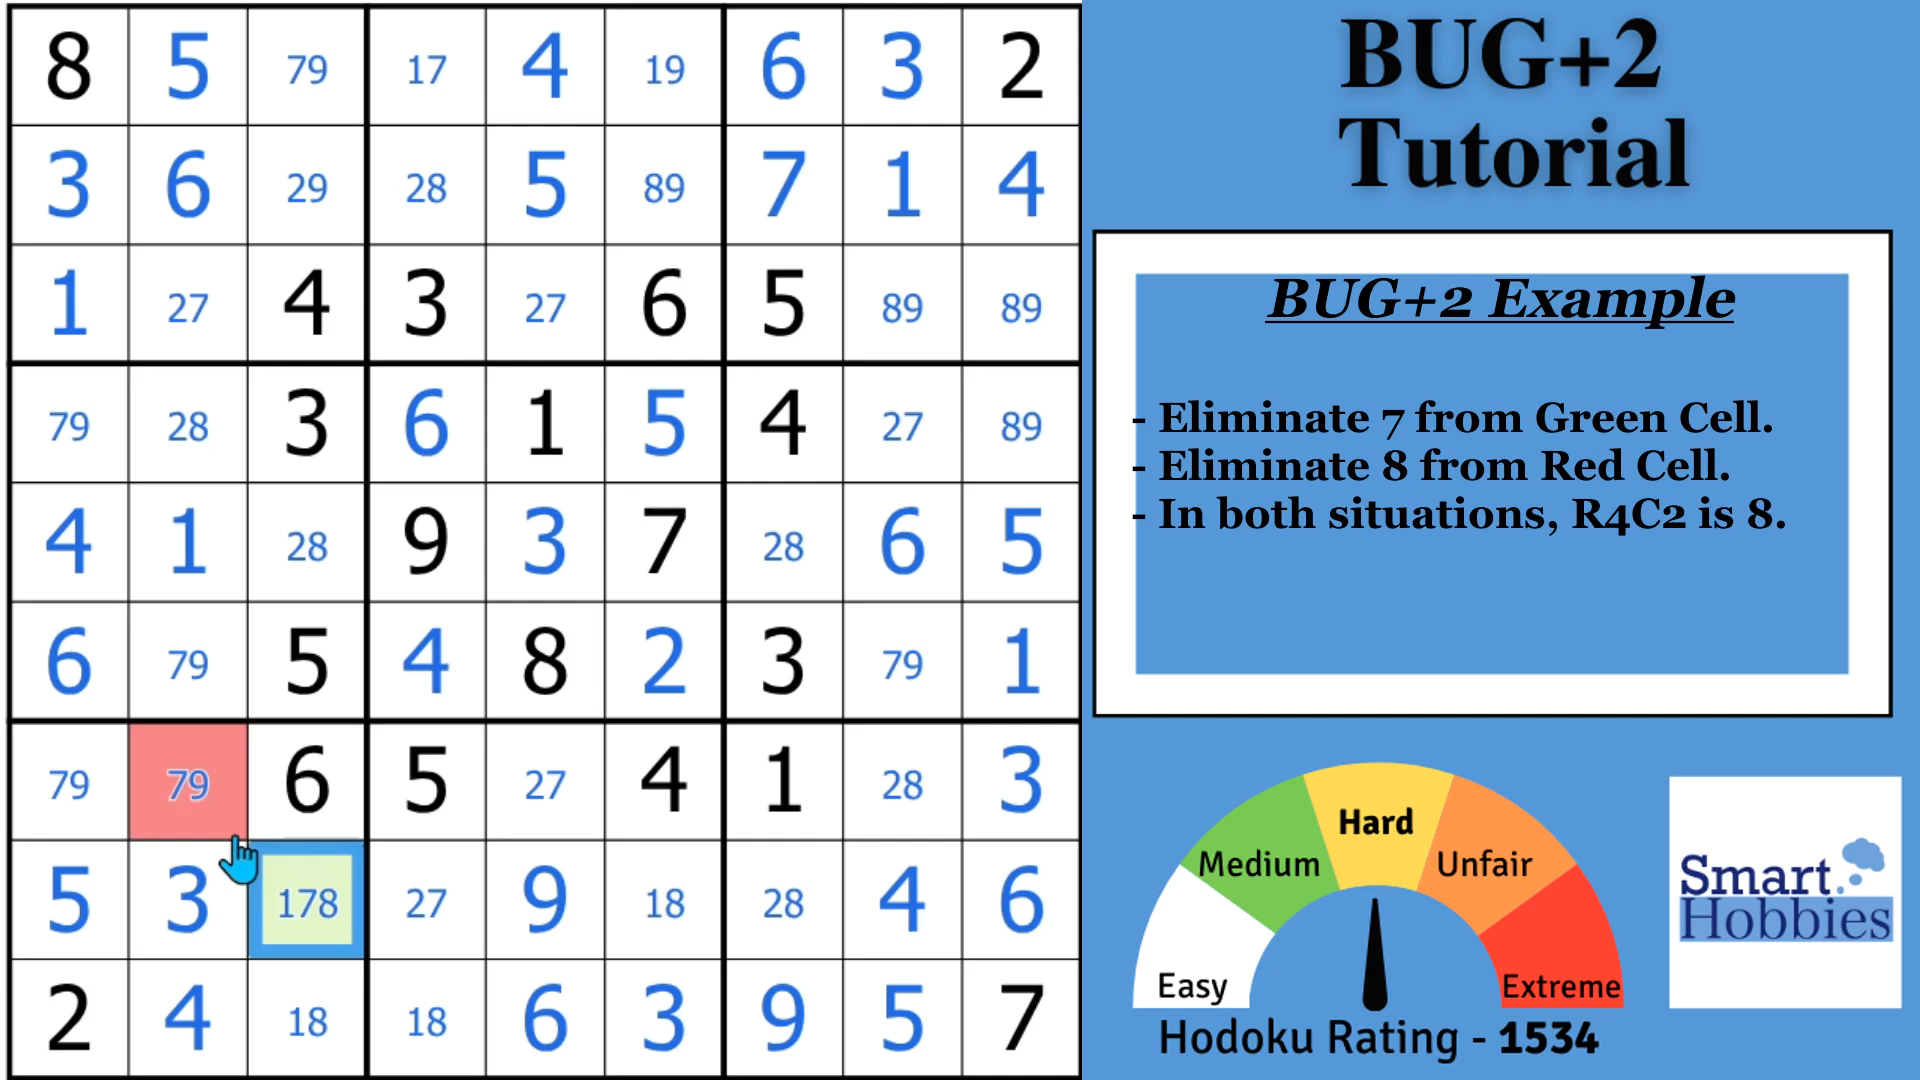 8 5 79 17 4 19 6 3 2
3 6 29 28 5 89 7 1 4
1 27 4 3 27 6 5 89 89
79 28 3 6 1 5 4 27 89
4 1 28 9 3 7 28 6 5
6 79 5 4 8 2 3 79 1
79 79 6 5 27 4 1 28 3
5 3 178 27 9 18 28 4 6
2 4 18 18 6 3 9 5 7
BUG+2
Tutorial
BUG+2 Example
- Eliminate 7 from Green Cell.
- Eliminate 8 from Red Cell.
- In both situations, R4C2 is 8.
Easy
Medium
Hard
Unfair
Extreme
Hodoku Rating - 1534
Smart
Hobbies